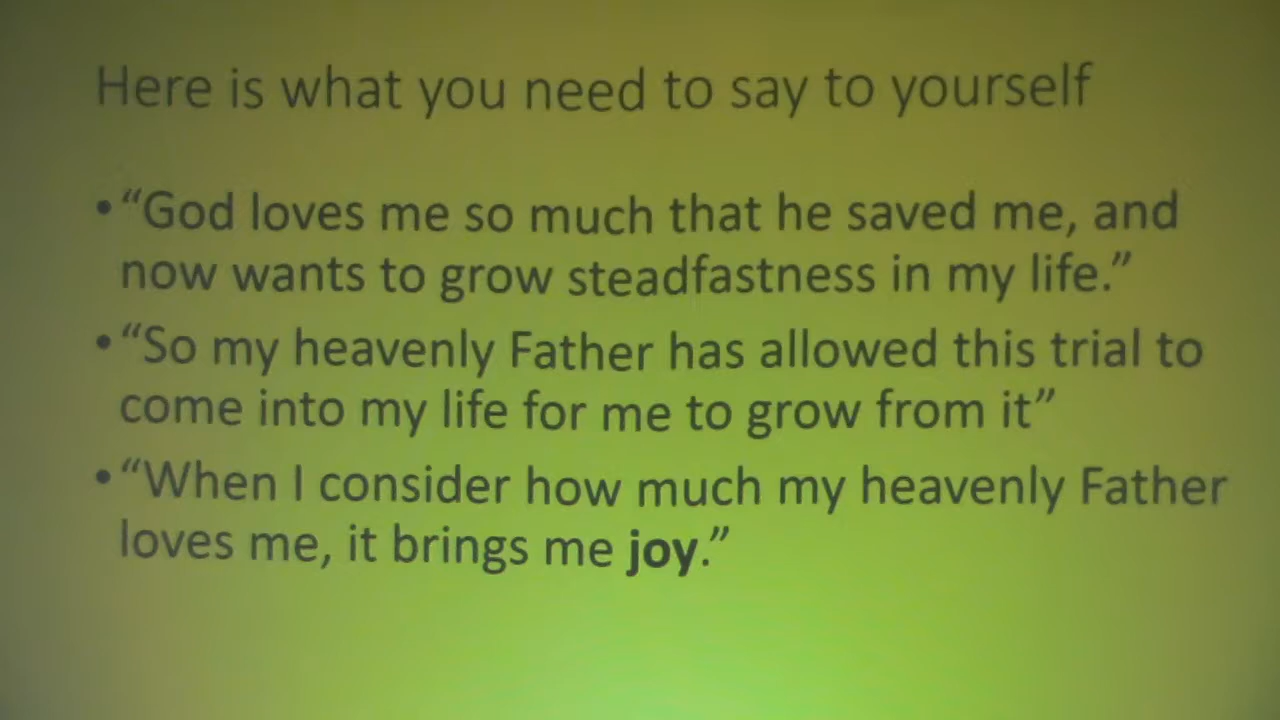 Here is what you need to say to yourself
• “God loves me so much that he saved me, and
now wants to grow steadfastness in my life.”
• “So my heavenly Father has allowed this trial to
come into my life for me to grow from it”
• “When I consider how much my heavenly Father
loves me, it brings me joy.”